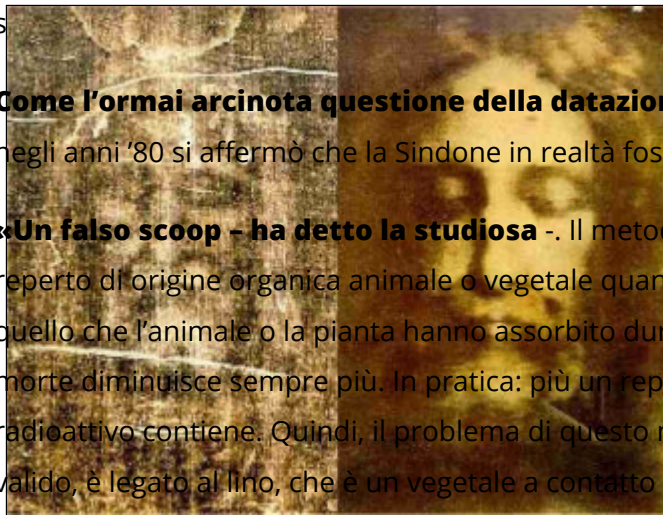 s
Come l’ormai arcinota questione della datazion
negli anni ’80 si affermò che la Sindone in realtà fos
«Un falso scoop – ha detto la studiosa -. Il metod
reperto di origine organica animale o vegetale quan
quello che l’animale o la pianta hanno assorbito dur
morte diminuisce sempre più. In pratica: più un rep
radioattivo contiene. Quindi, il problema di questo m
valido, è legato al lino, che è un vegetale a contatto